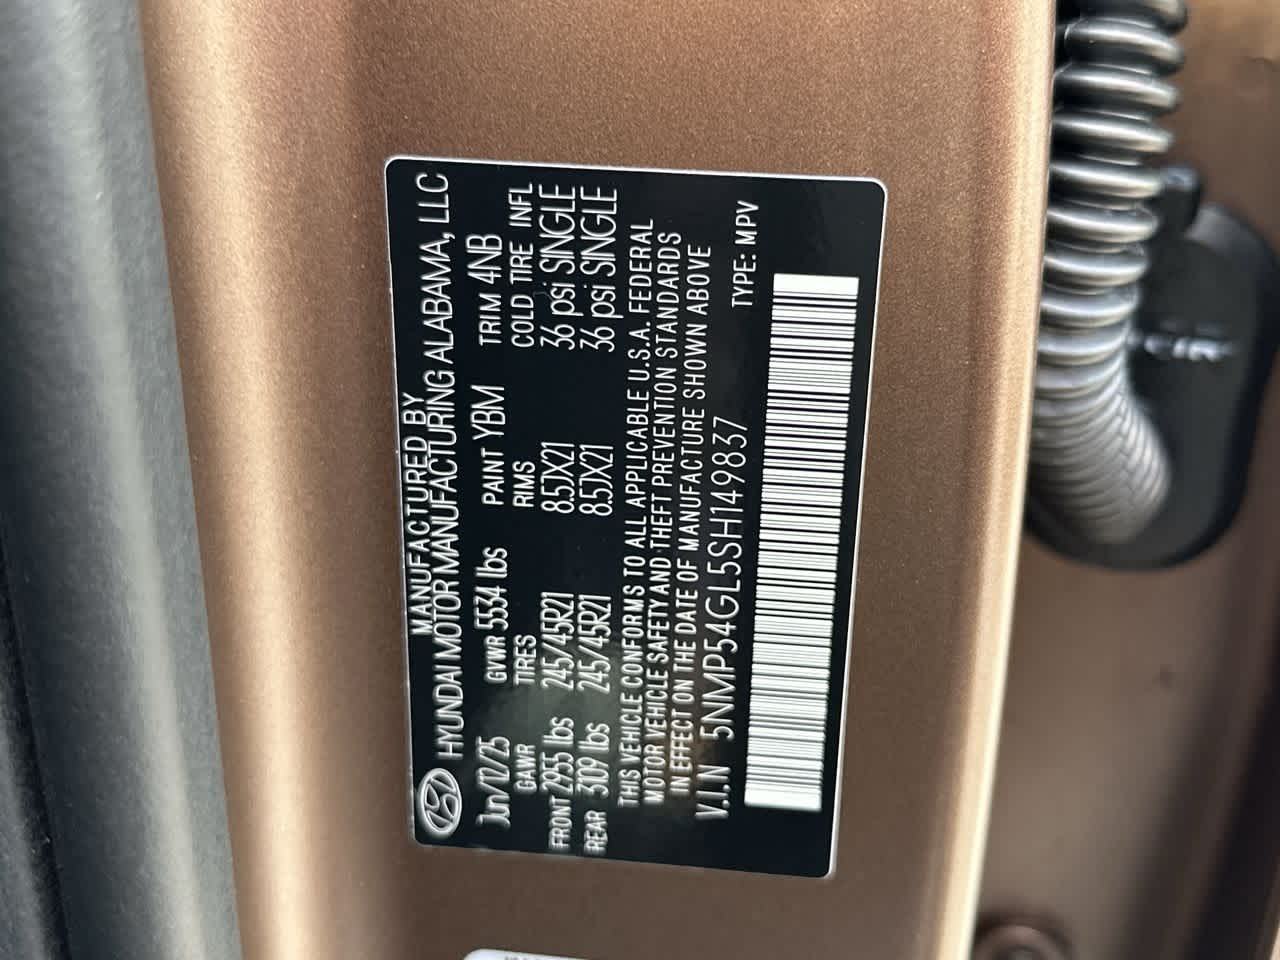 MANUFACTURED BY
HYUNDAI MOTOR MANUFACTURING ALABAMA, LLC
Jun/12/25 GVWR 5534 lbs PAINT YBM TRIM 4NB
GAWR TIRES RIMS COLD TIRE INFL
FRONT 2955 lbs 245/45R21 8.5JX21 36 psi SINGLE
REAR 3109 lbs 245/45R21 8.5JX21 36 psi SINGLE
THIS VEHICLE CONFORMS TO ALL APPLICABLE U.S.A. FEDERAL
MOTOR VEHICLE SAFETY AND THEFT PREVENTION STANDARDS
IN EFFECT ON THE DATE OF MANUFACTURE SHOWN ABOVE
V.I.N 5NMP54GL5SH149837 TYPE: MPV